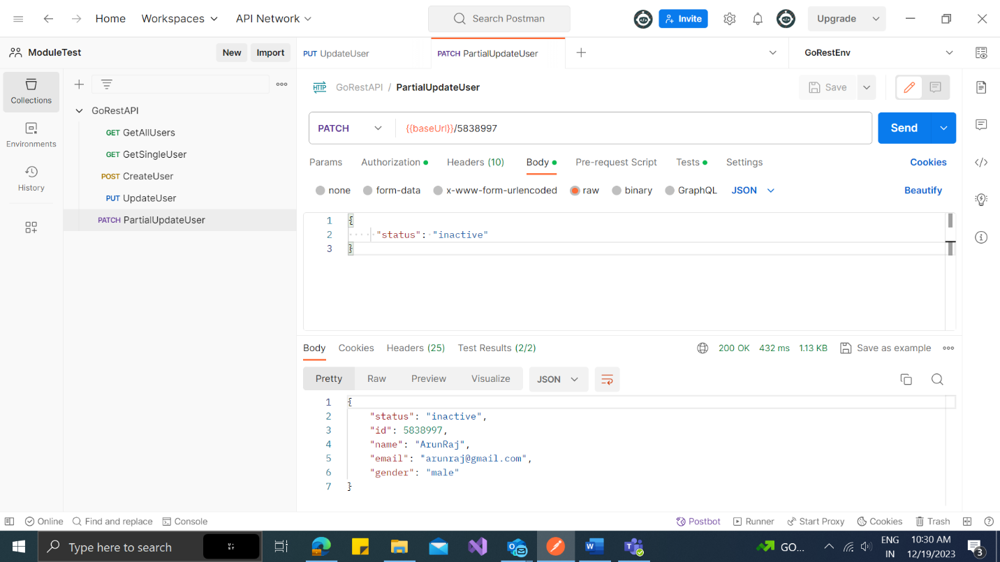 Home Workspaces API Network Search Postman Invite Upgrade
ModuleTest New Import PUT UpdateUser PATCH PartialUpdateUser GoRestEnv
Collections
Environments
History
GoRestAPI
GET GetAllUsers
GET GetSingleUser
POST CreateUser
PUT UpdateUser
PATCH PartialUpdateUser
HTTP GoRestAPI / PartialUpdateUser Save
PATCH {{baseUrl}}/5838997 Send
Params Authorization Headers (10) Body Pre-request Script Tests Settings Cookies
none form-data x-www-form-urlencoded raw binary GraphQL JSON Beautify
1 {
2 "status": "inactive"
3 }
Body Cookies Headers (25) Test Results (2/2) 200 OK 432 ms 1.13 KB Save as example
Pretty Raw Preview Visualize JSON
1 {
2 "status": "inactive",
3 "id": 5838997,
4 "name": "ArunRaj",
5 "email": "arunraj@gmail.com",
6 "gender": "male"
7 }
Online Find and replace Console Postbot Runner Start Proxy Cookies Trash
Type here to search GO... ENG IN 10:30 AM 12/19/2023 3